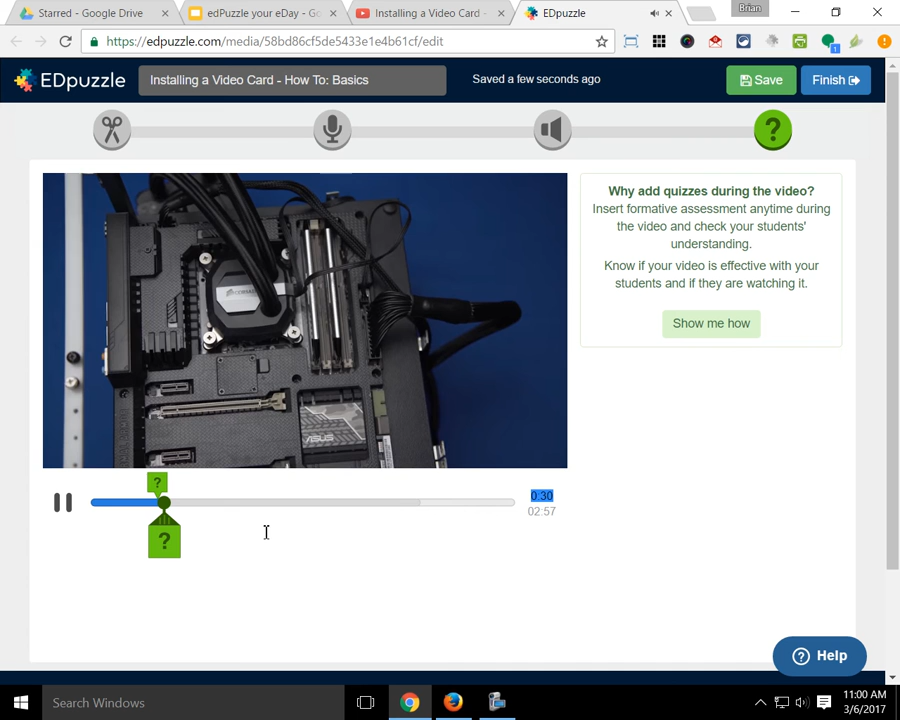 Starred - Google Drive
edPuzzle your eDay - Go
Installing a Video Card -
EDpuzzle
Brian
https://edpuzzle.com/media/58bd86cf5de5433e1e4b61cf/edit
1
EDpuzzle
Installing a Video Card - How To: Basics
Saved a few seconds ago
Save
Finish
?
Why add quizzes during the video?
Insert formative assessment anytime during
the video and check your students'
understanding.
Know if your video is effective with your
students and if they are watching it.
Show me how
ASUS
?
0:30
02:57
?
? Help
Search Windows
11:00 AM
3/6/2017